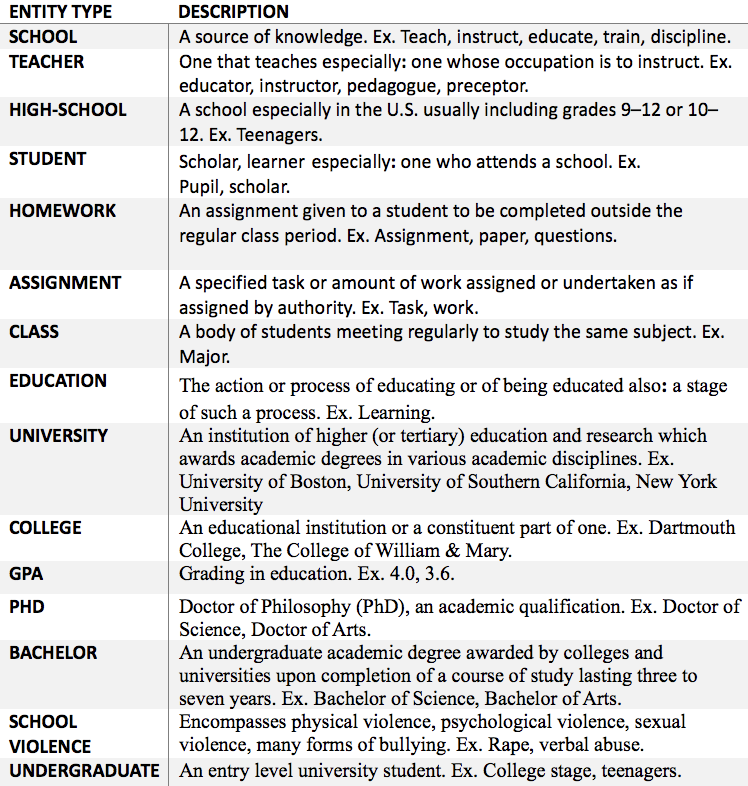 ENTITY TYPE DESCRIPTION
SCHOOL A source of knowledge. Ex. Teach, instruct, educate, train, discipline.
TEACHER One that teaches especially: one whose occupation is to instruct. Ex.
educator, instructor, pedagogue, preceptor.
HIGH-SCHOOL A school especially in the U.S. usually including grades 9–12 or 10–
12. Ex. Teenagers.
STUDENT Scholar, learner especially: one who attends a school. Ex.
Pupil, scholar.
HOMEWORK An assignment given to a student to be completed outside the
regular class period. Ex. Assignment, paper, questions.
ASSIGNMENT A specified task or amount of work assigned or undertaken as if
assigned by authority. Ex. Task, work.
CLASS A body of students meeting regularly to study the same subject. Ex.
Major.
EDUCATION The action or process of educating or of being educated also: a stage
of such a process. Ex. Learning.
UNIVERSITY An institution of higher (or tertiary) education and research which
awards academic degrees in various academic disciplines. Ex.
University of Boston, University of Southern California, New York
University
COLLEGE An educational institution or a constituent part of one. Ex. Dartmouth
College, The College of William & Mary.
GPA Grading in education. Ex. 4.0, 3.6.
PHD Doctor of Philosophy (PhD), an academic qualification. Ex. Doctor of
Science, Doctor of Arts.
BACHELOR An undergraduate academic degree awarded by colleges and
universities upon completion of a course of study lasting three to
seven years. Ex. Bachelor of Science, Bachelor of Arts.
SCHOOL Encompasses physical violence, psychological violence, sexual
VIOLENCE violence, many forms of bullying. Ex. Rape, verbal abuse.
UNDERGRADUATE An entry level university student. Ex. College stage, teenagers.